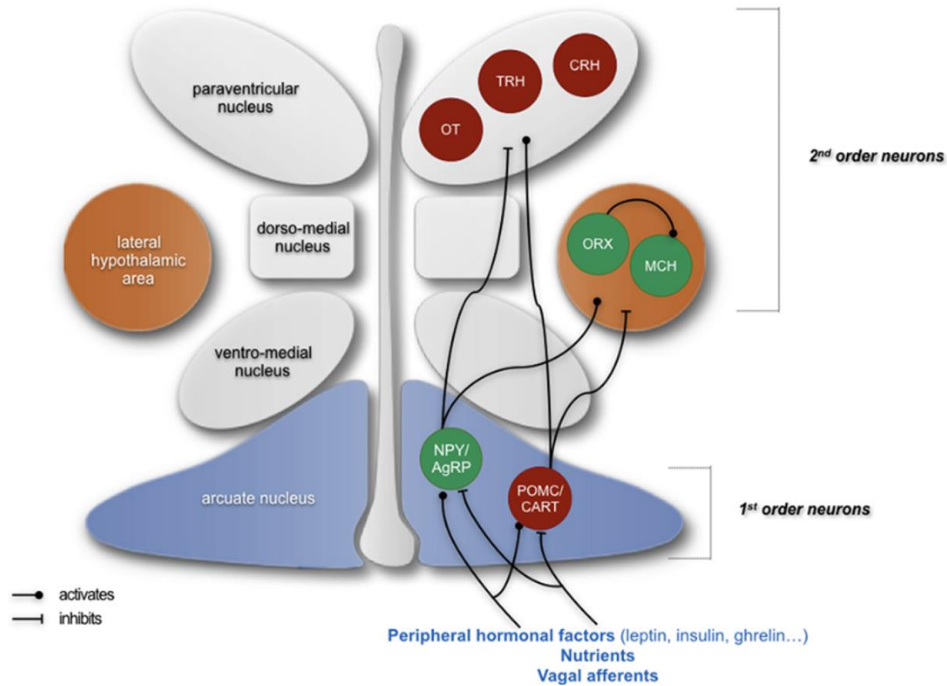 paraventricular
nucleus
TRH
CRH
OT
2nd order neurons
lateral
hypothalamic
area
dorso-medial
nucleus
ORX
MCH
ventro-medial
nucleus
NPY/
AgRP
arcuate nucleus
POMC/
CART
1st order neurons
activates
inhibits
Peripheral hormonal factors (leptin, insulin, ghrelin...)
Nutrients
Vagal afferents